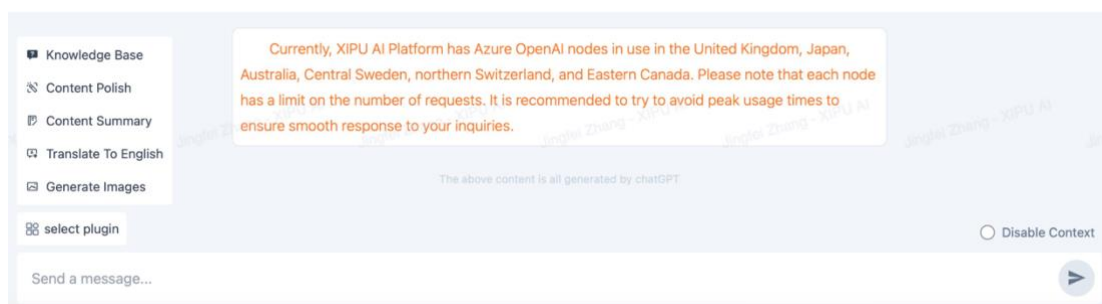 Knowledge Base
Content Polish
Content Summary
Translate To English
Generate Images
select plugin
Currently, XIPU AI Platform has Azure OpenAI nodes in use in the United Kingdom, Japan,
Australia, Central Sweden, northern Switzerland, and Eastern Canada. Please note that each node
has a limit on the number of requests. It is recommended to try to avoid peak usage times to
ensure smooth response to your inquiries.
Jingfei Zhang - XIPU AI
The above content is all generated by chatGPT
Disable Context
Send a message...